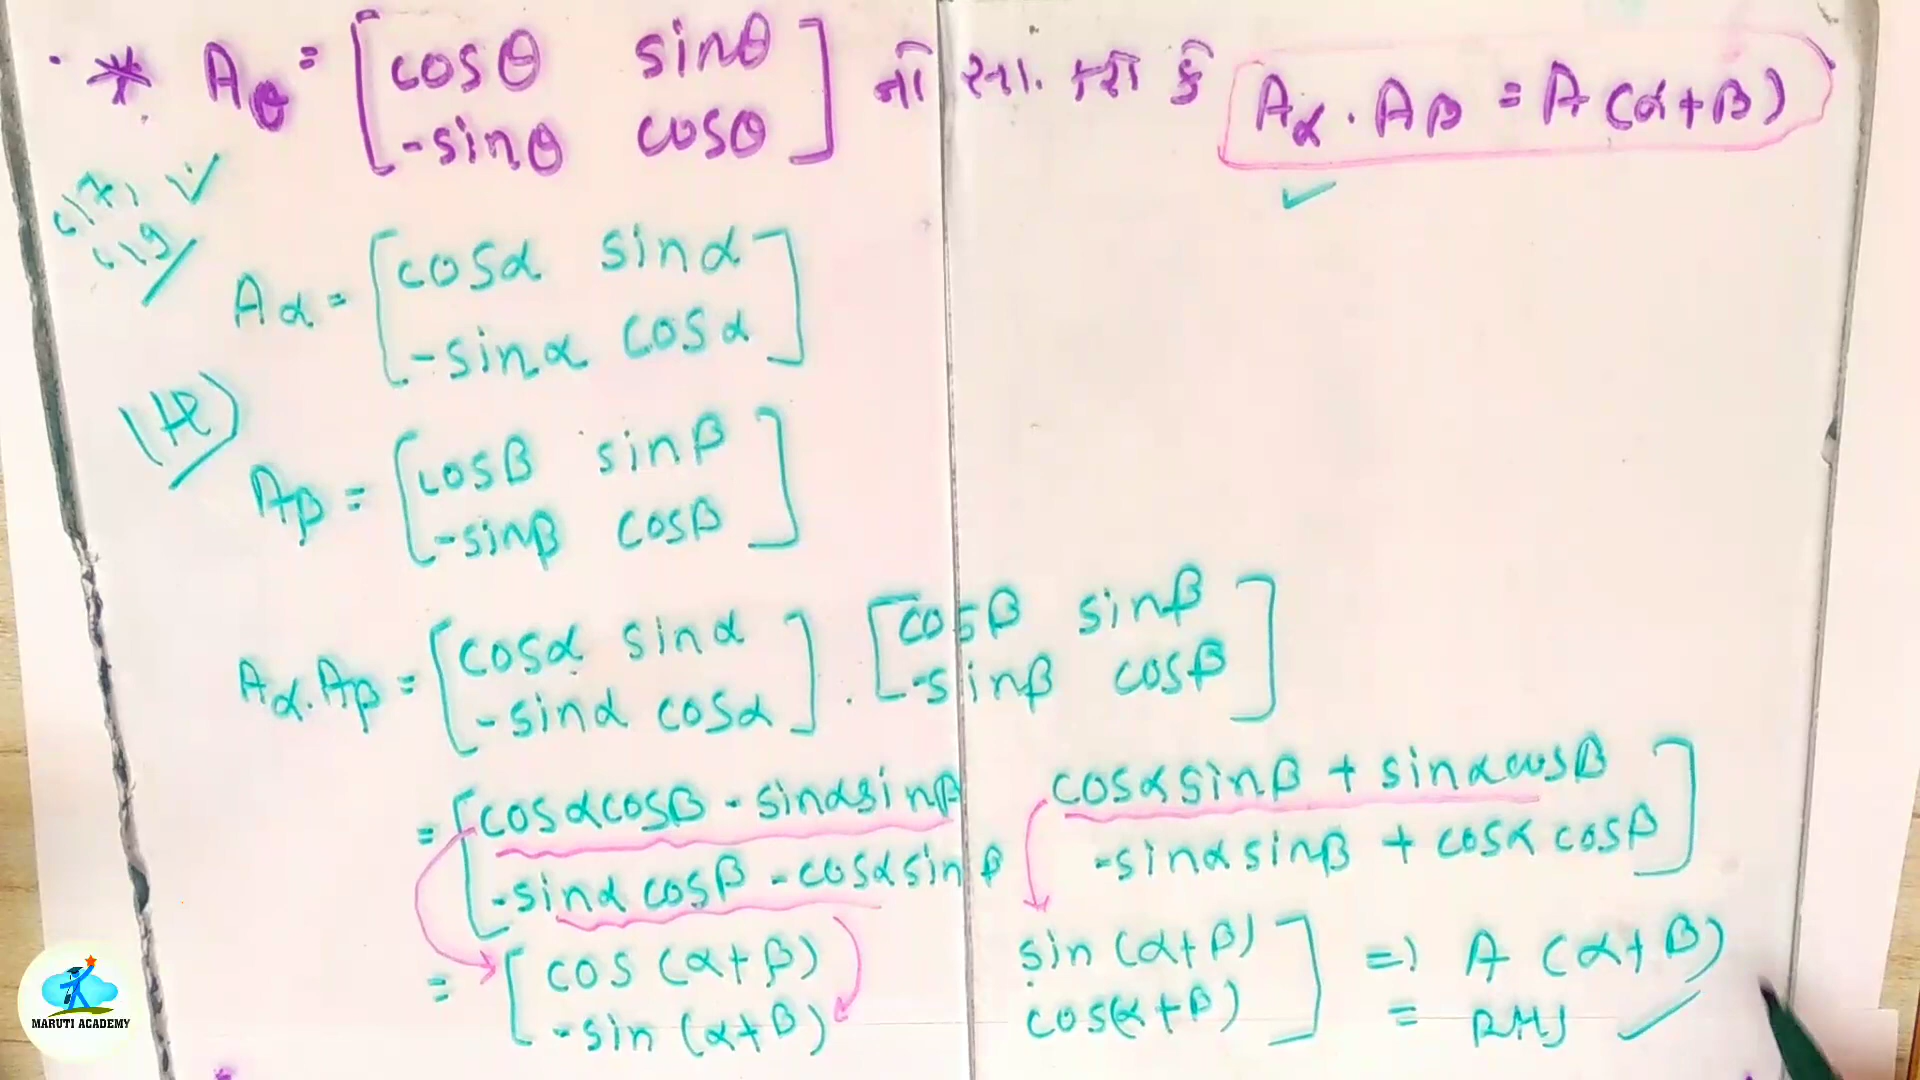 * Aθ = [cosθ sinθ -sinθ cosθ] તો સા. કરો કે Aα . Aβ = A(α+β)
Aα = [cosα sinα -sinα cosα]
Aβ = [cosβ sinβ -sinβ cosβ]
Aα.Aβ = [cosα sinα -sinα cosα] . [cosβ sinβ -sinβ cosβ]
= [cosαcosβ - sinαsinβ cosαsinβ + sinαcosβ
-sinαcosβ - cosαsinβ -sinαsinβ + cosαcosβ]
= [cos(α+β) sin(α+β) ⇒ A(α+β)
-sin(α+β) cos(α+β)] = RHS
MARUTI ACADEMY